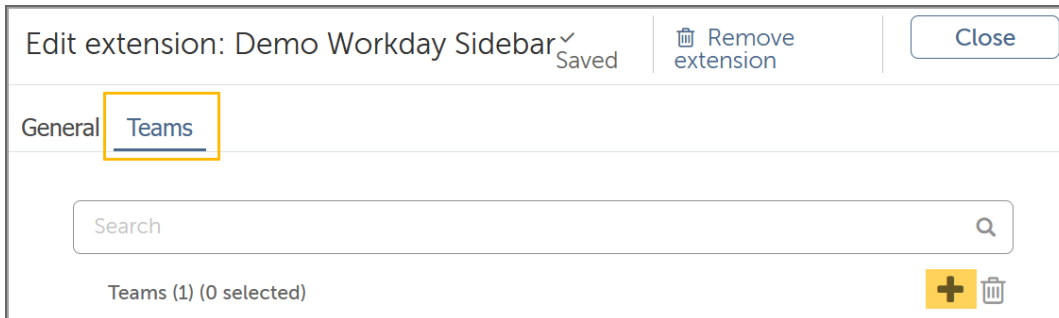 Edit extension: Demo Workday Sidebar
Saved
Remove
extension
Close
General
Teams
Search
Teams (1) (0 selected)